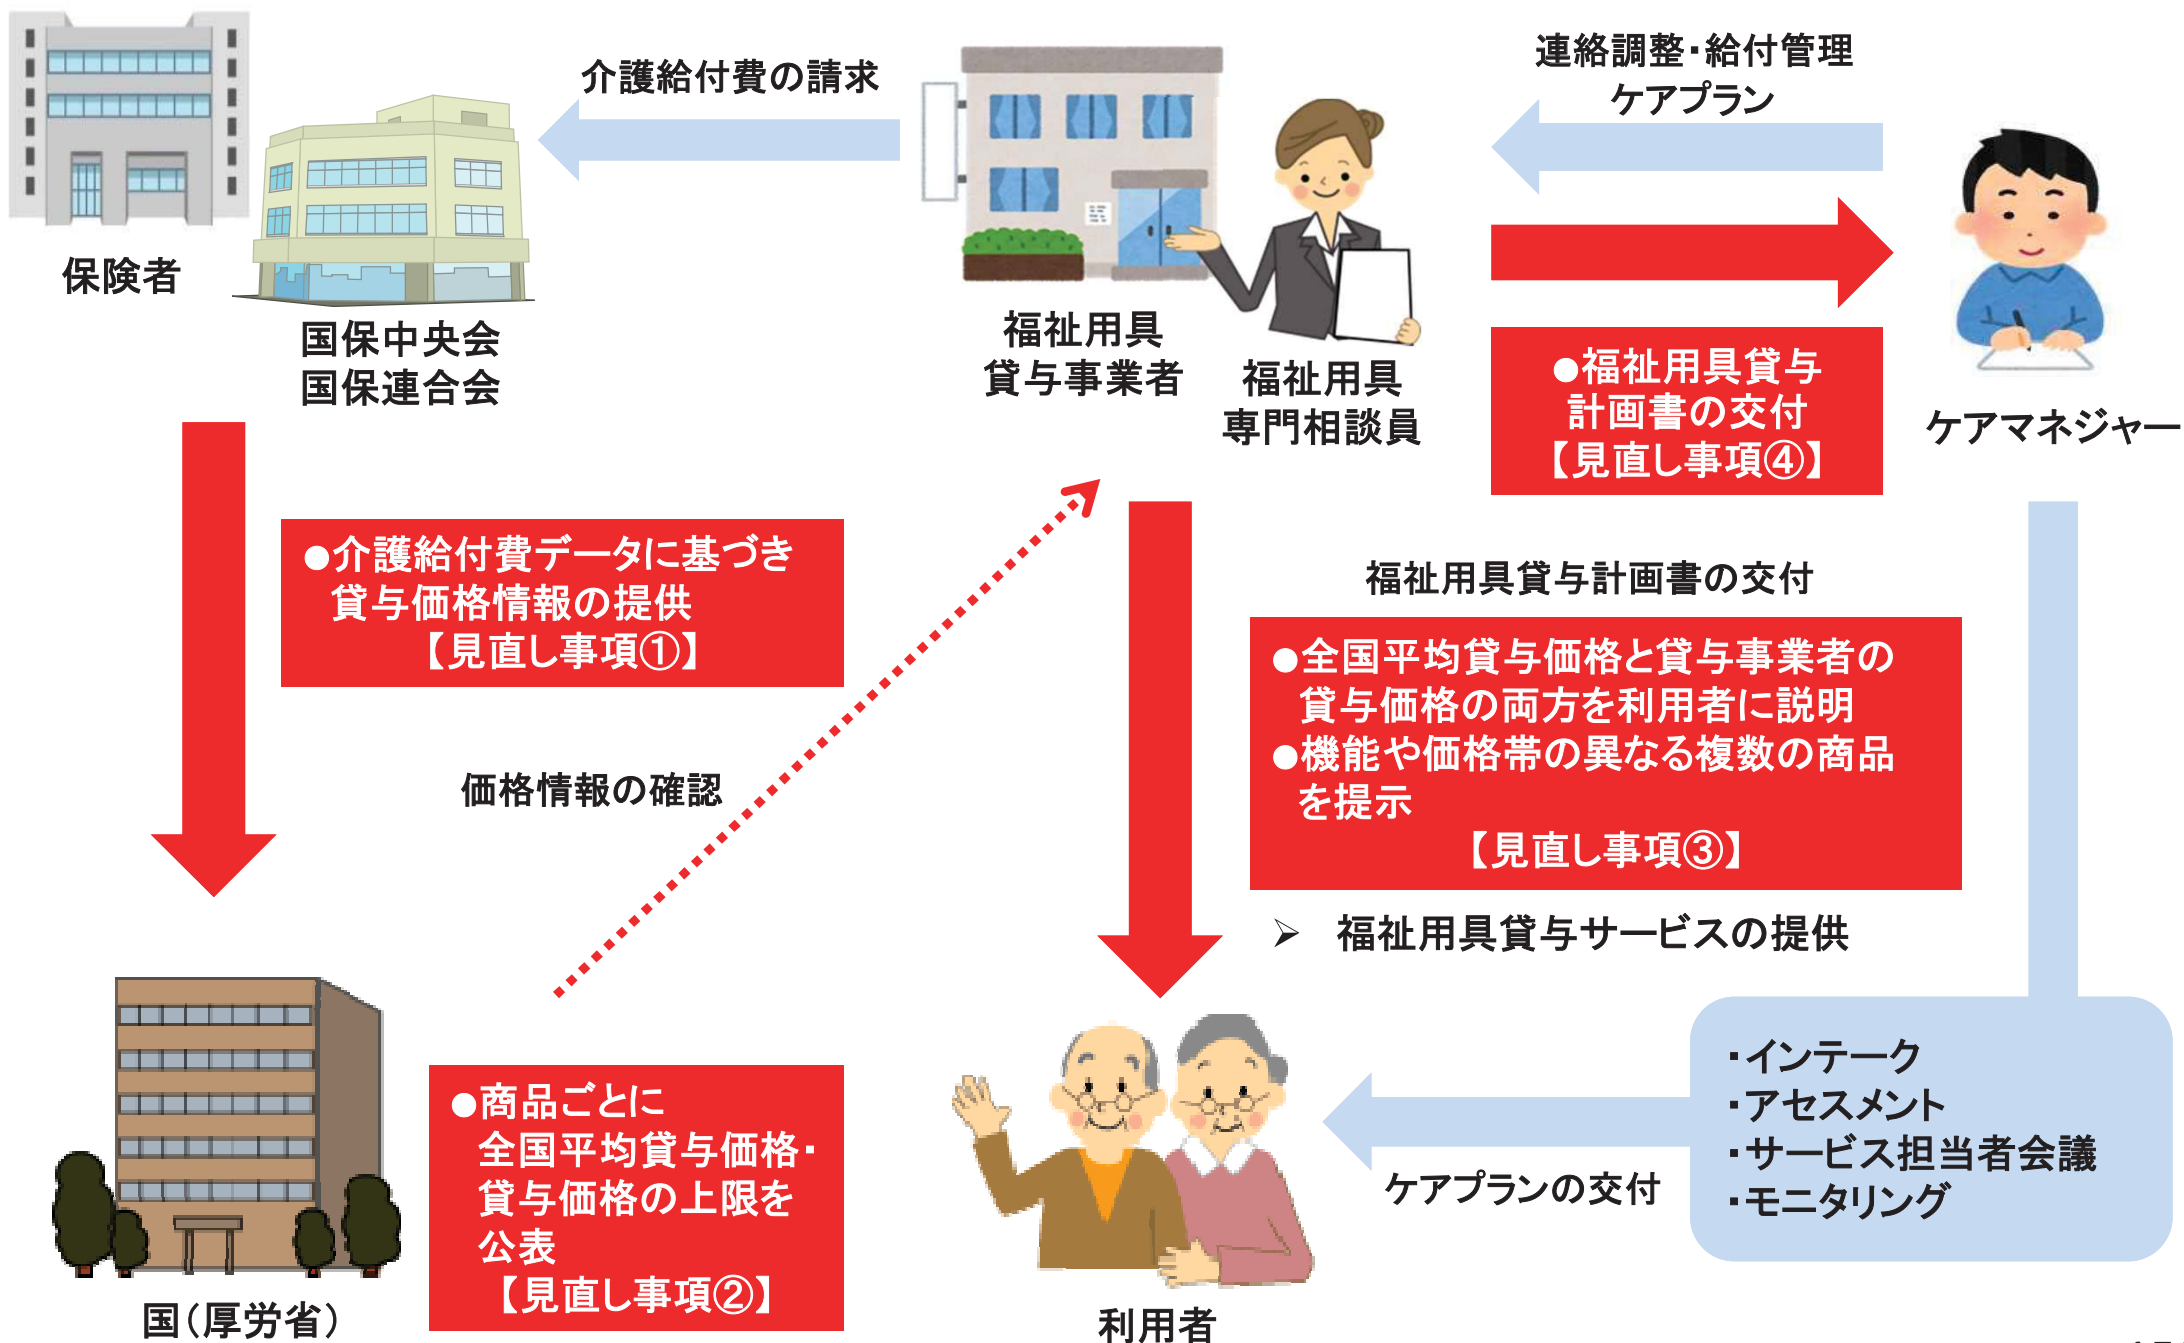 介護給付費の請求
連絡調整・給付管理
ケアプラン
保険者
国保中央会
国保連合会
福祉用具
貸与事業者
福祉用具
専門相談員
●福祉用具貸与
計画書の交付
【見直し事項④】
ケアマネジャー
●介護給付費データに基づき
貸与価格情報の提供
【見直し事項①】
福祉用具貸与計画書の交付
●全国平均貸与価格と貸与事業者の
貸与価格の両方を利用者に説明
●機能や価格帯の異なる複数の商品
を提示
【見直し事項③】
価格情報の確認
➢ 福祉用具貸与サービスの提供
・インテーク
・アセスメント
・サービス担当者会議
・モニタリング
ケアプランの交付
●商品ごとに
全国平均貸与価格・
貸与価格の上限を
公表
【見直し事項②】
国(厚労省)
利用者